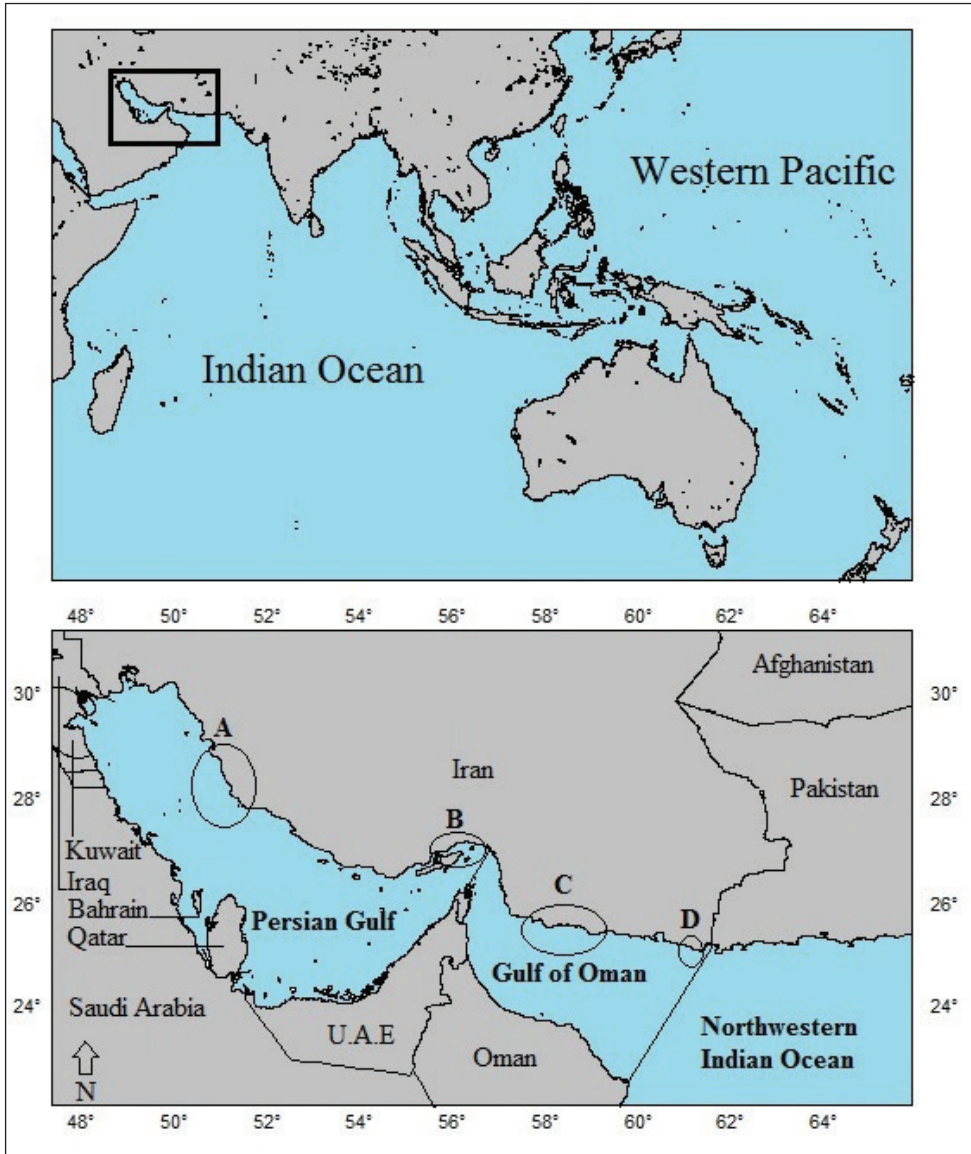 Western Pacific
Indian Ocean
48° 50° 52° 54° 56° 58° 60° 62° 64°
Afghanistan
30° 30°
A
Iran
Pakistan
28° 28°
B
Kuwait
Iraq
C
26° 26°
Bahrain
D
Persian Gulf
Qatar
Gulf of Oman
24° 24°
Saudi Arabia
U.A.E
Northwestern
Indian Ocean
Oman
N
48° 50° 52° 54° 56° 58° 60° 62° 64°